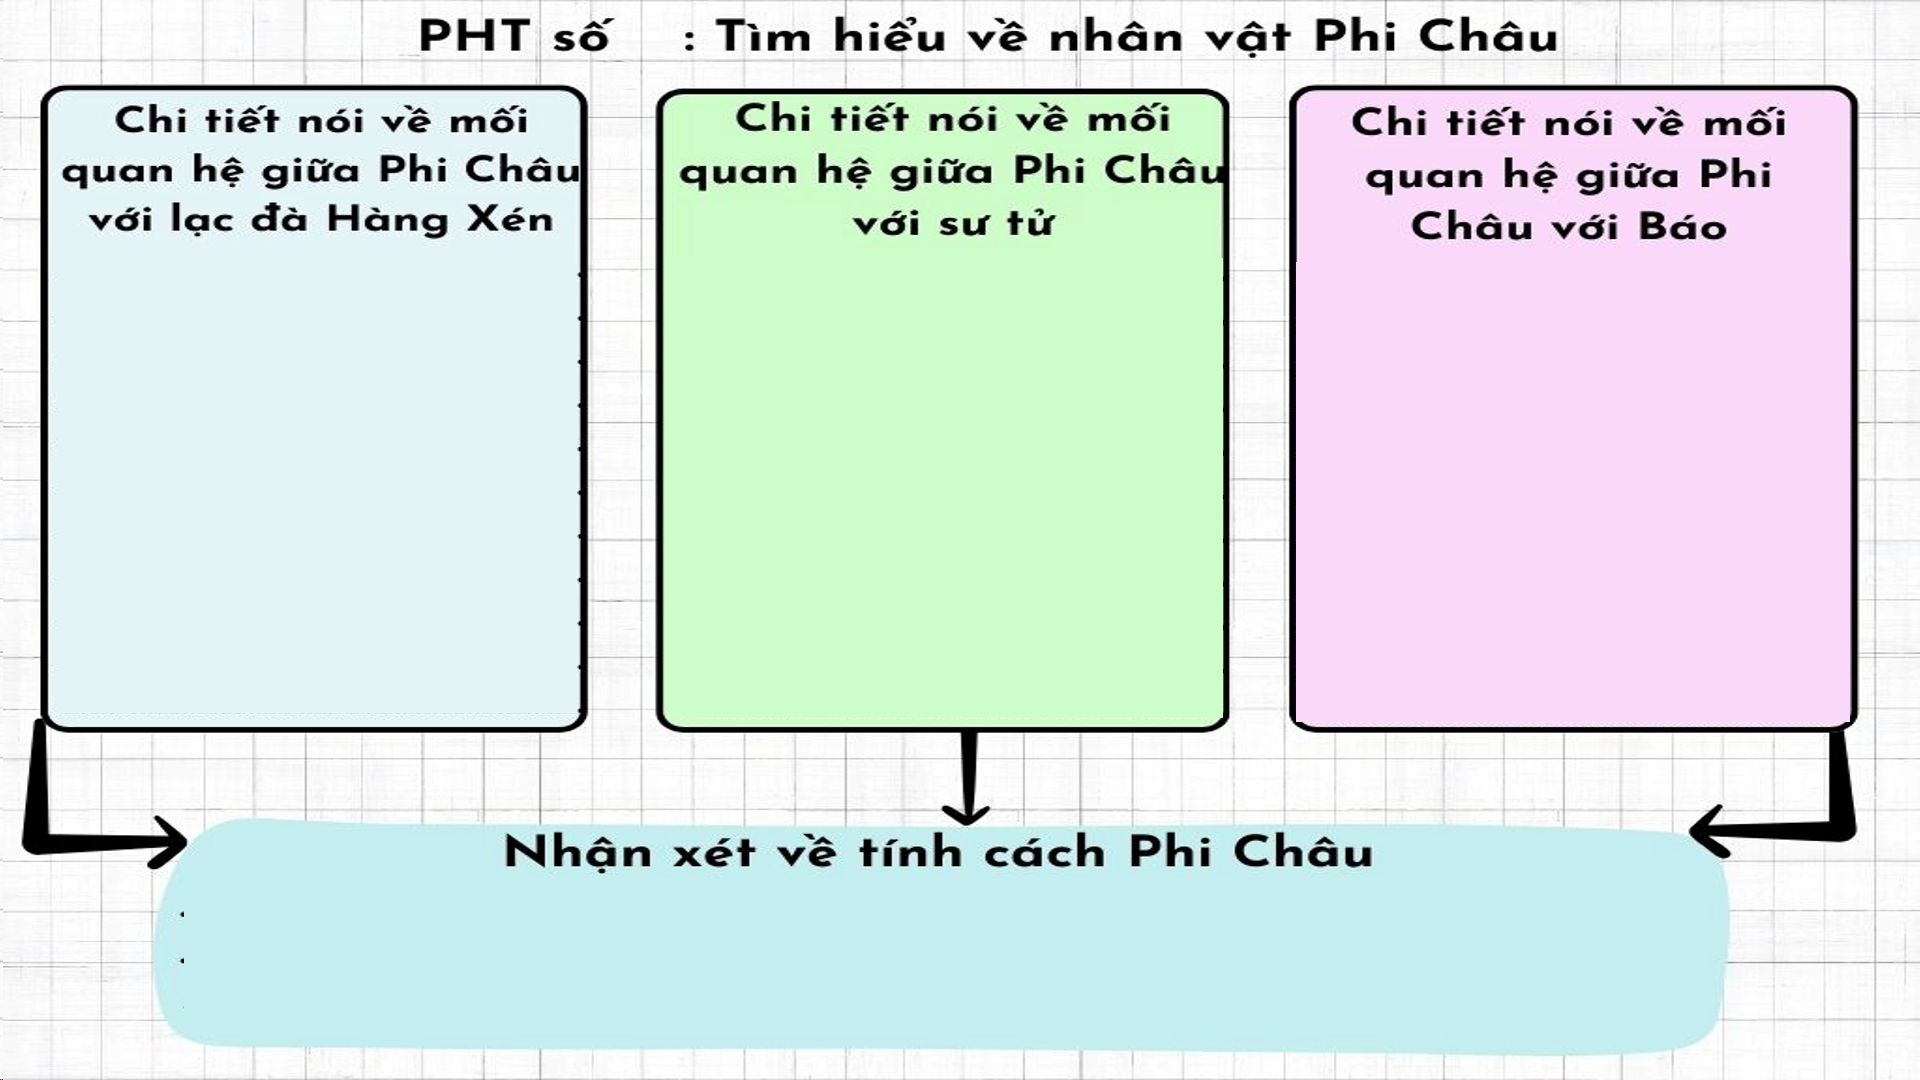 PHT số : Tìm hiểu về nhân vật Phi Châu
Chi tiết nói về mối
quan hệ giữa Phi Châu
với lạc đà Hàng Xén
Chi tiết nói về mối
quan hệ giữa Phi Châu
với sư tử
Chi tiết nói về mối
quan hệ giữa Phi
Châu với Báo
Nhận xét về tính cách Phi Châu